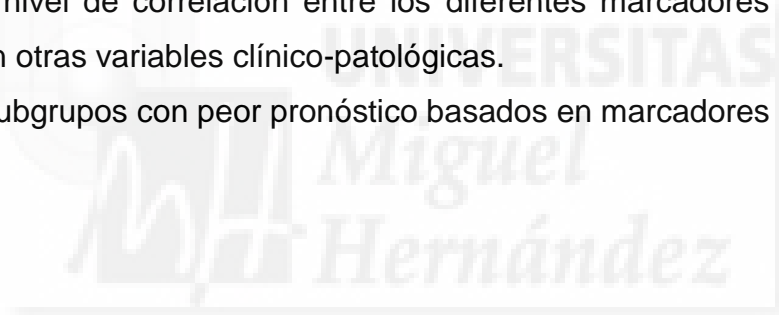 nivel de correlación entre los diferentes marcadores
n otras variables clínico-patológicas.
ubgrupos con peor pronóstico basados en marcadores
UNIVERSITAS
Miguel
Hernández